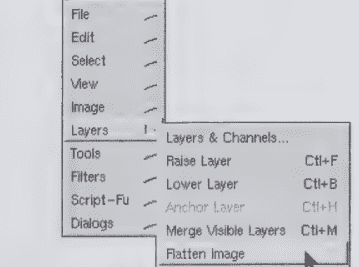 File
Edit
Select
View
Image
Layers
Tools
Filters
Script-Fu
Dialogs
Layers & Channels...
Raise Layer Ctl+F
Lower Layer Ctl+B
Anchor Layer Ctl+H
Merge Visible Layers Ctl+M
Flatten Image